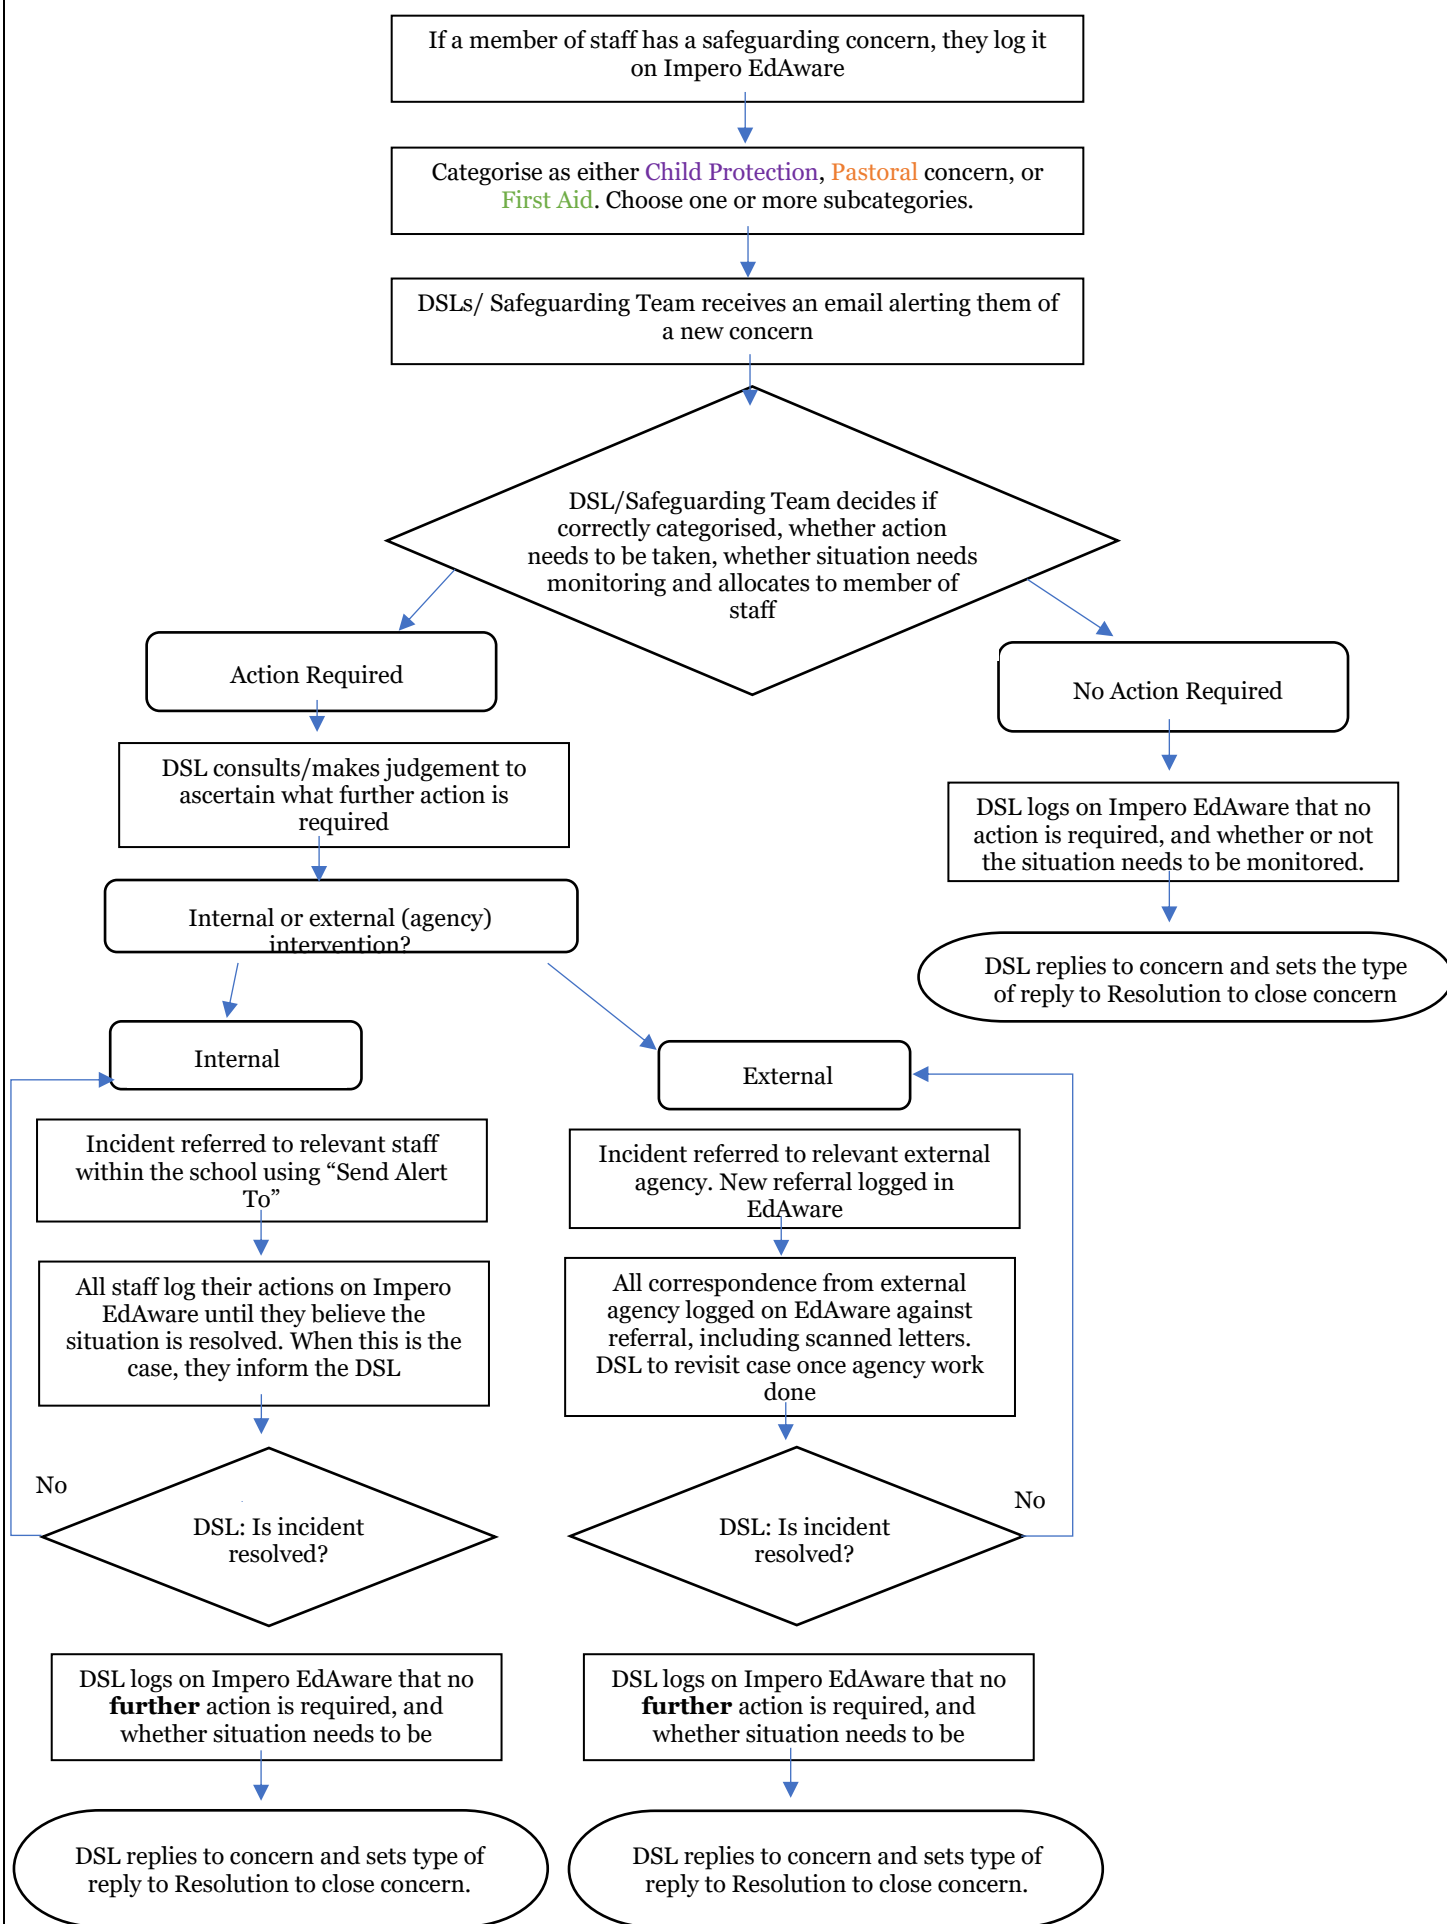 If a member of staff has a safeguarding concern, they log it
on Impero EdAware
Categorise as either Child Protection, Pastoral concern, or
First Aid. Choose one or more subcategories.
DSLs/ Safeguarding Team receives an email alerting them of
a new concern
DSL/Safeguarding Team decides if
correctly categorised, whether action
needs to be taken, whether situation needs
monitoring and allocates to member of
staff
Action Required
No Action Required
DSL consults/makes judgement to
ascertain what further action is
required
DSL logs on Impero EdAware that no
action is required, and whether or not
the situation needs to be monitored.
Internal or external (agency)
intervention?
DSL replies to concern and sets the type
of reply to Resolution to close concern
Internal
External
Incident referred to relevant staff
within the school using “Send Alert
To”
Incident referred to relevant external
agency. New referral logged in
EdAware
All staff log their actions on Impero
EdAware until they believe the
situation is resolved. When this is the
case, they inform the DSL
All correspondence from external
agency logged on EdAware against
referral, including scanned letters.
DSL to revisit case once agency work
done
No
DSL: Is incident
resolved?
No
DSL: Is incident
resolved?
DSL logs on Impero EdAware that no
further action is required, and
whether situation needs to be
DSL logs on Impero EdAware that no
further action is required, and
whether situation needs to be
DSL replies to concern and sets type of
reply to Resolution to close concern.
DSL replies to concern and sets type of
reply to Resolution to close concern.